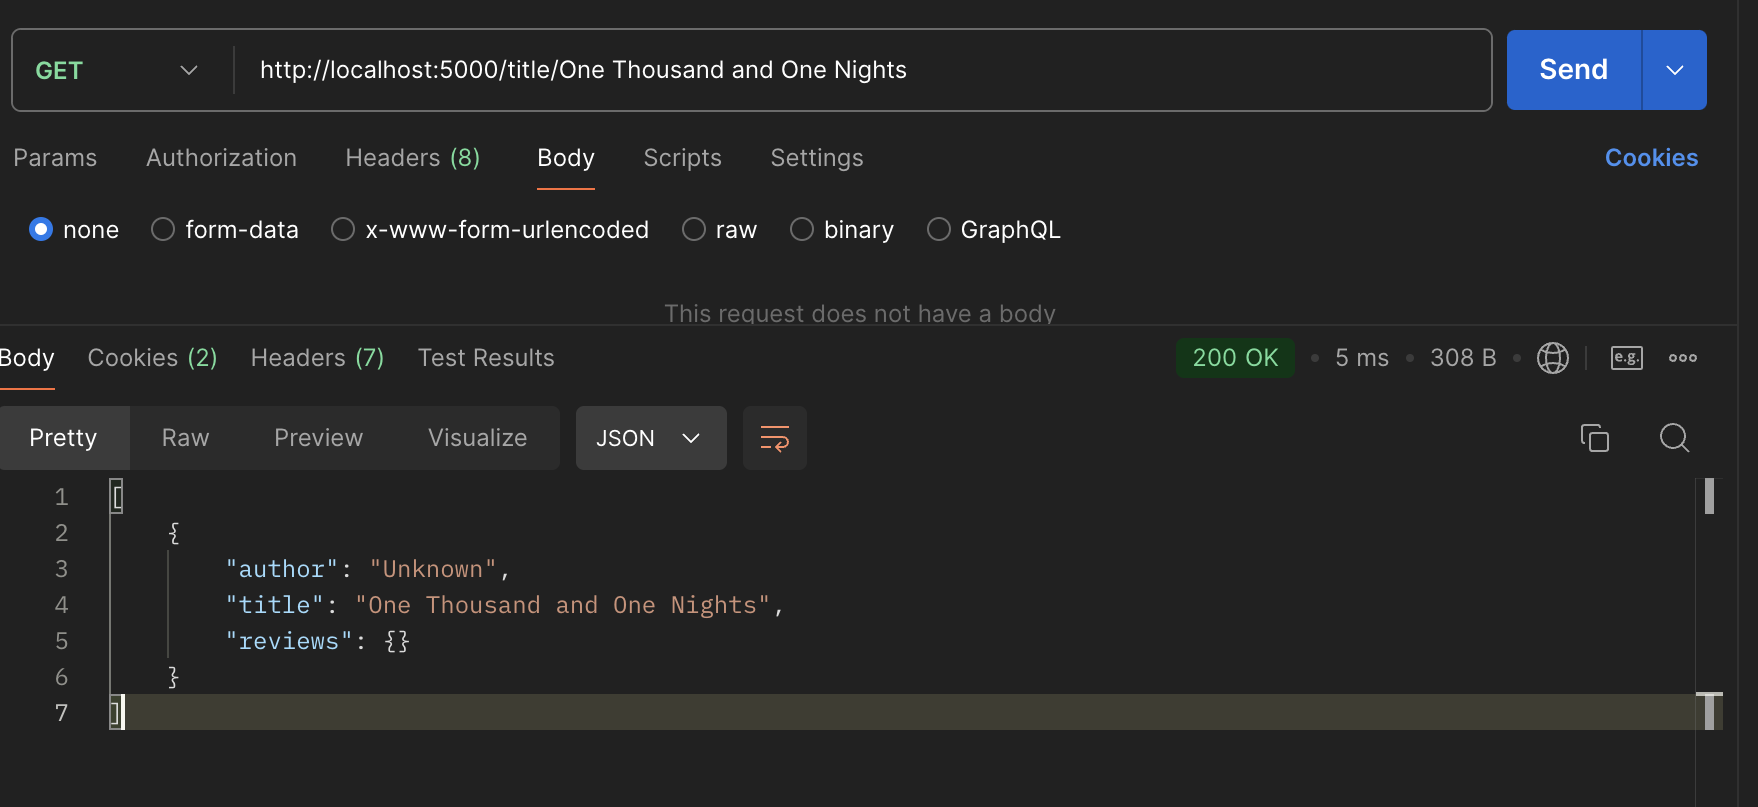 GET http://localhost:5000/title/One Thousand and One Nights Send
Params Authorization Headers (8) Body Scripts Settings Cookies
none form-data x-www-form-urlencoded raw binary GraphQL
This request does not have a body
Body Cookies (2) Headers (7) Test Results 200 OK • 5 ms • 308 B • e.g.
Pretty Raw Preview Visualize JSON
1 [
2 {
3 "author": "Unknown",
4 "title": "One Thousand and One Nights",
5 "reviews": {}
6 }
7 ]